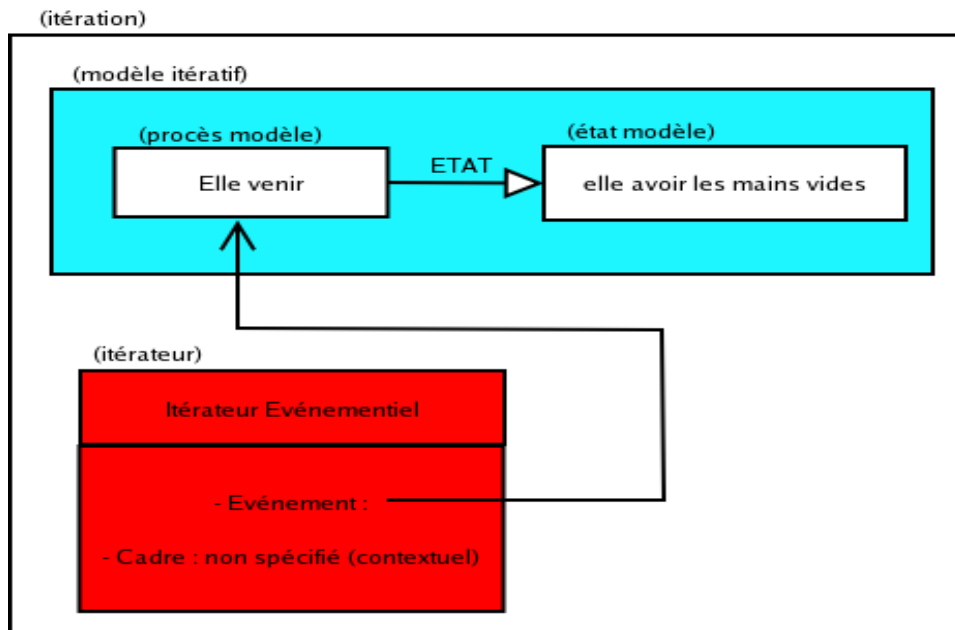 (itération)
(modèle itératif)
(procès modèle)
(état modèle)
Elle venir
ETAT
elle avoir les mains vides
(itérateur)
Itérateur Evénementiel
- Evénement :
- Cadre : non spécifié (contextuel)